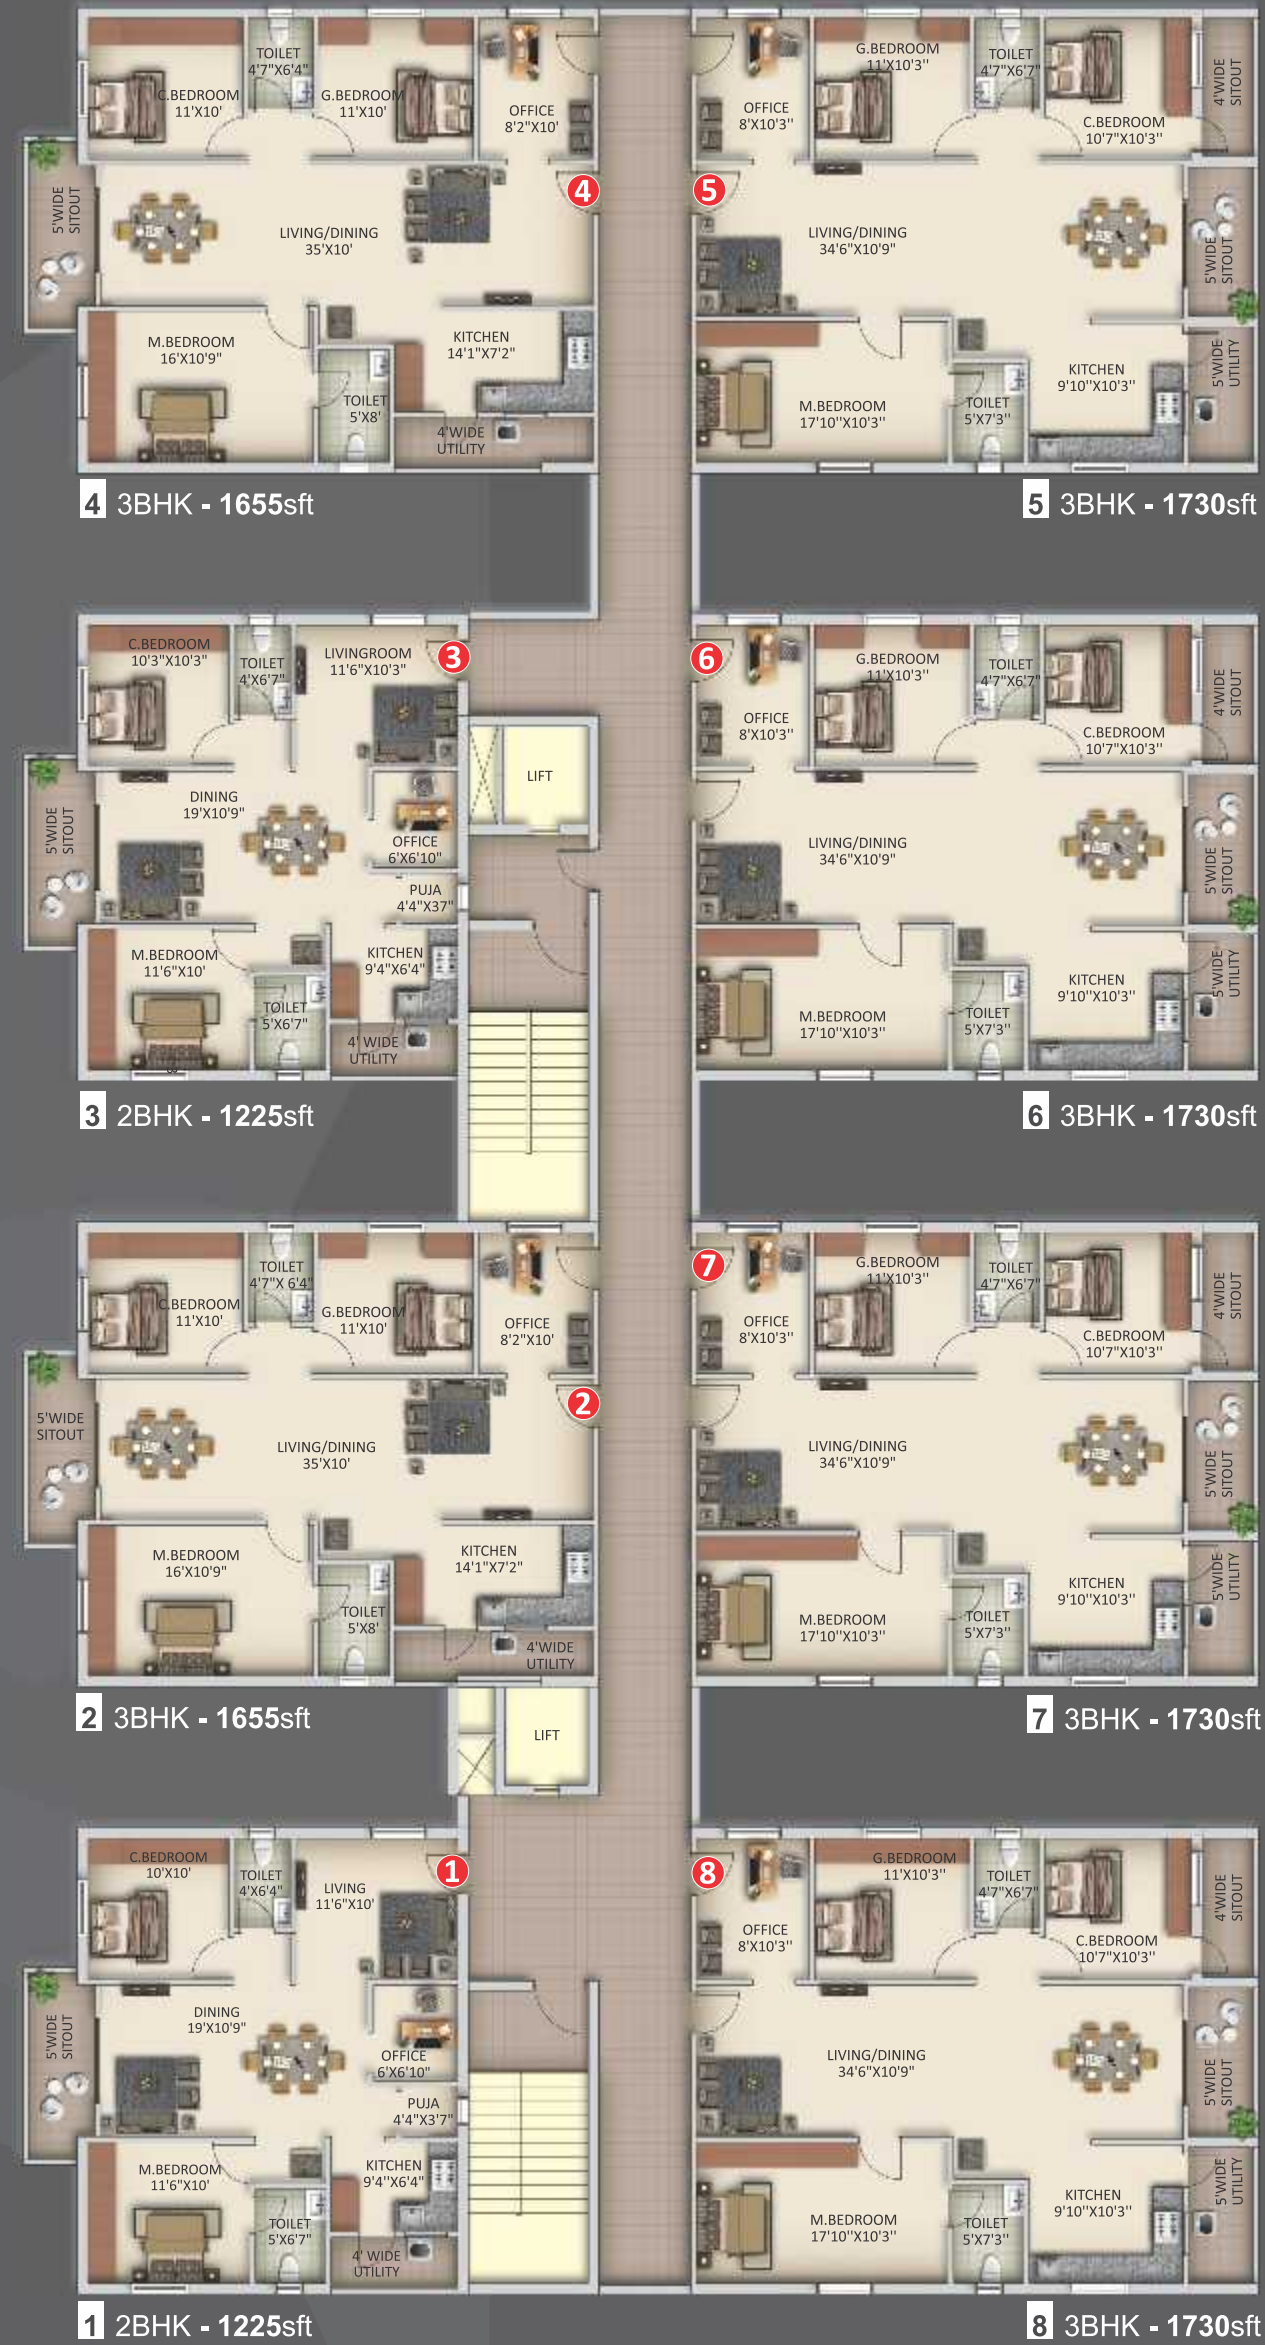 TOILET
4'7"X6'4"
C.BEDROOM
11'X10'
G.BEDROOM
11'X10'
OFFICE
8'2"X10'
5'WIDE
SITOUT
LIVING/DINING
35'X10'
4
M.BEDROOM
16'X10'9"
TOILET
5'X8'
KITCHEN
14'1"X7'2"
4'WIDE
UTILITY
4 3BHK - 1655sft
OFFICE
8'X10'3''
G.BEDROOM
11'X10'3''
TOILET
4'7"X6'7"
C.BEDROOM
10'7"X10'3''
4'WIDE
SITOUT
5
LIVING/DINING
34'6"X10'9"
5'WIDE
SITOUT
M.BEDROOM
17'10"X10'3''
TOILET
5'X7'3''
KITCHEN
9'10''X10'3''
5'WIDE
UTILITY
5 3BHK - 1730sft
C.BEDROOM
10'3"X10'3"
TOILET
4'X6'7"
LIVINGROOM
11'6"X10'3"
3
LIFT
DINING
19'X10'9"
5'WIDE
SITOUT
OFFICE
6'X6'10"
PUJA
4'4"X37"
M.BEDROOM
11'6"X10'
TOILET
5'X6'7"
KITCHEN
9'4"X6'4"
4' WIDE
UTILITY
3 2BHK - 1225sft
6
OFFICE
8'X10'3''
G.BEDROOM
11'X10'3''
TOILET
4'7"X6'7"
C.BEDROOM
10'7"X10'3''
4'WIDE
SITOUT
LIVING/DINING
34'6"X10'9"
5'WIDE
SITOUT
M.BEDROOM
17'10''X10'3''
TOILET
5'X7'3''
KITCHEN
9'10''X10'3''
5'WIDE
UTILITY
6 3BHK - 1730sft
TOILET
4'7"X 6'4"
C.BEDROOM
11'X10'
G.BEDROOM
11'X10'
OFFICE
8'2"X10'
5'WIDE
SITOUT
LIVING/DINING
35'X10'
2
M.BEDROOM
16'X10'9"
TOILET
5'X8'
KITCHEN
14'1"X7'2"
4'WIDE
UTILITY
2 3BHK - 1655sft
7
OFFICE
8'X10'3''
G.BEDROOM
11'X10'3''
TOILET
4'7"X6'7"
C.BEDROOM
10'7"X10'3''
4'WIDE
SITOUT
LIVING/DINING
34'6"X10'9"
5'WIDE
SITOUT
M.BEDROOM
17'10''X10'3''
TOILET
5'X7'3''
KITCHEN
9'10''X10'3''
5'WIDE
UTILITY
7 3BHK - 1730sft
LIFT
C.BEDROOM
10'X10'
TOILET
4'X6'4"
LIVING
11'6"X10'
1
DINING
19'X10'9"
5'WIDE
SITOUT
OFFICE
6'X6'10"
PUJA
4'4"X3'7"
M.BEDROOM
11'6"X10'
TOILET
5'X6'7"
KITCHEN
9'4''X6'4"
4' WIDE
UTILITY
1 2BHK - 1225sft
8
OFFICE
8'X10'3''
G.BEDROOM
11'X10'3''
TOILET
4'7"X6'7"
C.BEDROOM
10'7"X10'3''
4'WIDE
SITOUT
LIVING/DINING
34'6"X10'9"
5'WIDE
SITOUT
M.BEDROOM
17'10''X10'3''
TOILET
5'X7'3''
KITCHEN
9'10''X10'3''
5'WIDE
UTILITY
8 3BHK - 1730sft